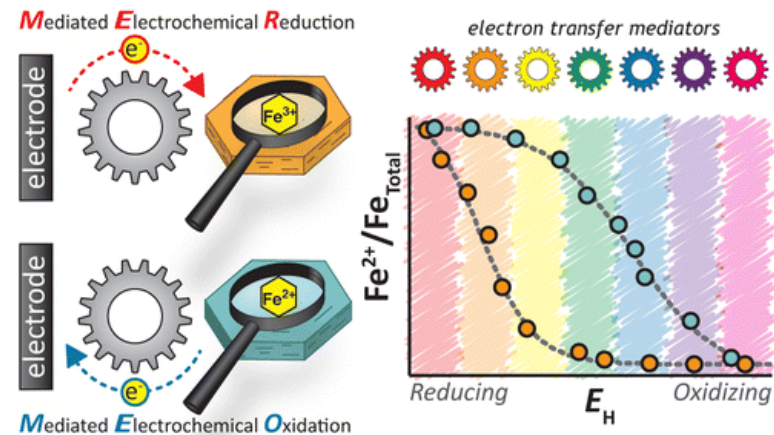 Mediated Electrochemical Reduction
e⁻
electrode
Fe³⁺
electrode
Fe²⁺
e⁻
Mediated Electrochemical Oxidation
electron transfer mediators
Fe²⁺/Fe_Total
Reducing
E_H
Oxidizing